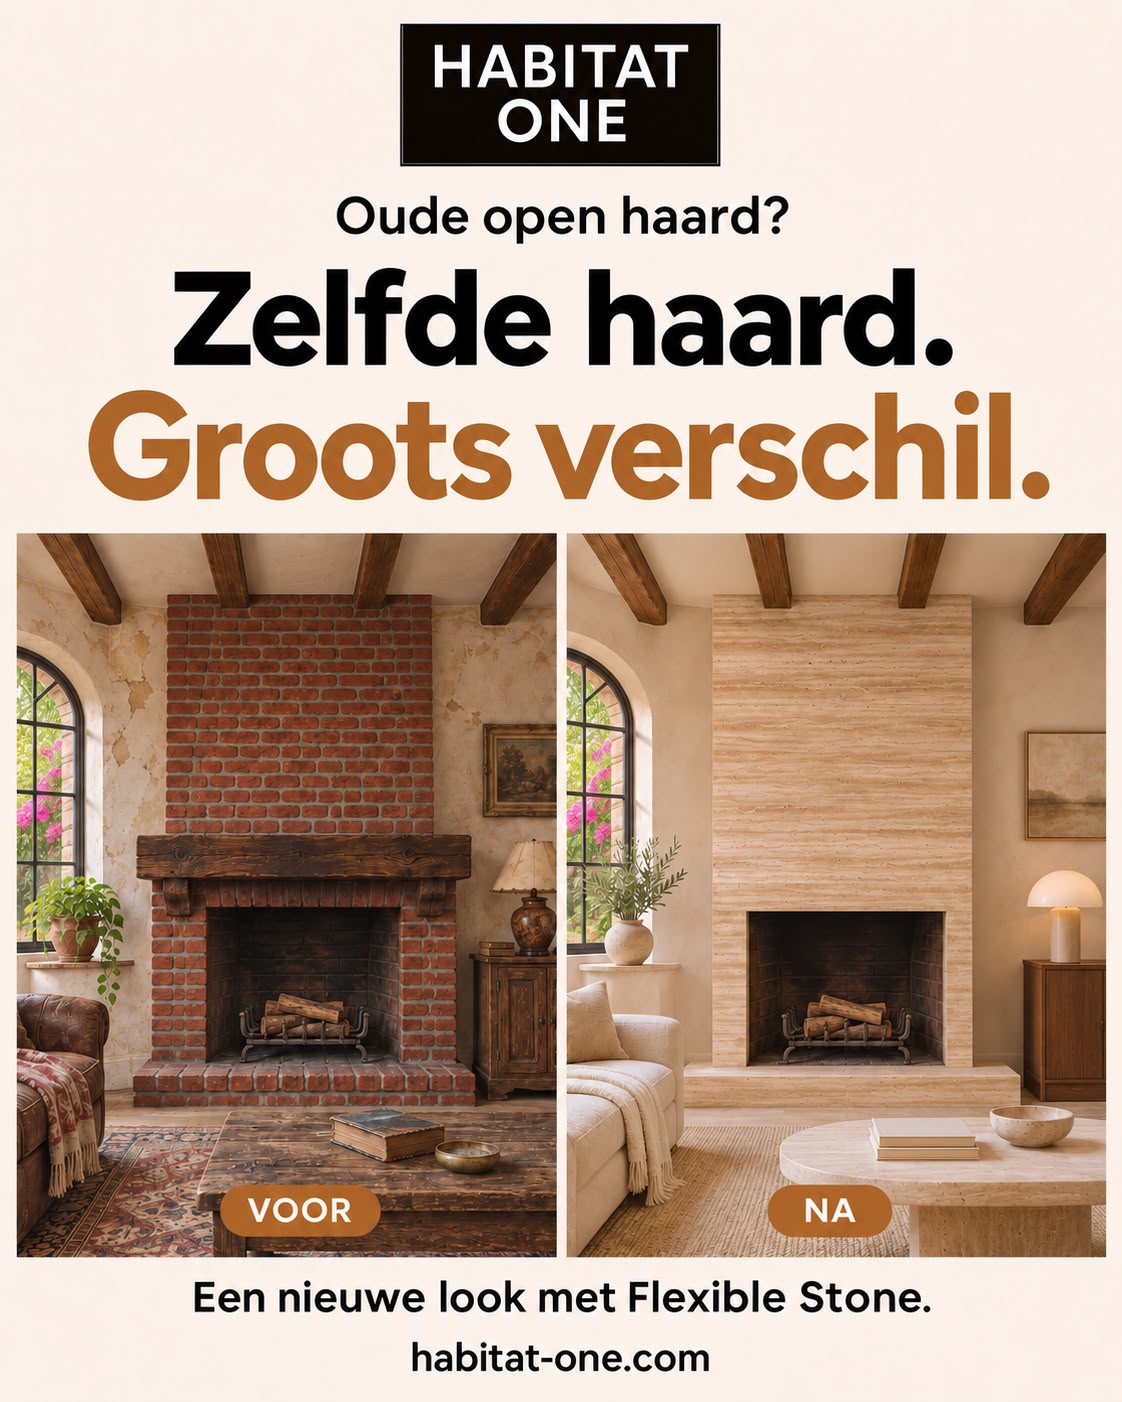 HABITAT
ONE
Oude open haard?
Zelfde haard.
Groots verschil.
VOOR
NA
Een nieuwe look met Flexible Stone.
habitat-one.com